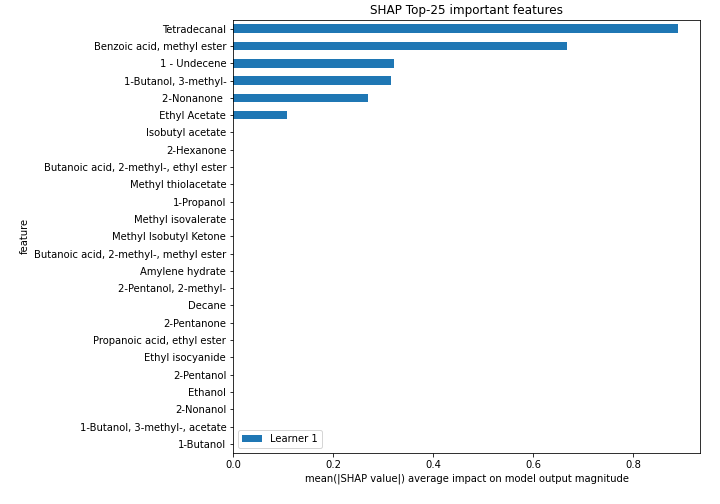 SHAP Top-25 important features
Tetradecanal
Benzoic acid, methyl ester
1 - Undecene
1-Butanol, 3-methyl-
2-Nonanone
Ethyl Acetate
Isobutyl acetate
2-Hexanone
Butanoic acid, 2-methyl-, ethyl ester
Methyl thiolacetate
1-Propanol
Methyl isovalerate
Methyl Isobutyl Ketone
Butanoic acid, 2-methyl-, methyl ester
Amylene hydrate
2-Pentanol, 2-methyl-
Decane
2-Pentanone
Propanoic acid, ethyl ester
Ethyl isocyanide
2-Pentanol
Ethanol
2-Nonanol
1-Butanol, 3-methyl-, acetate
1-Butanol
feature
Learner 1
0.0 0.2 0.4 0.6 0.8
mean(|SHAP value|) average impact on model output magnitude